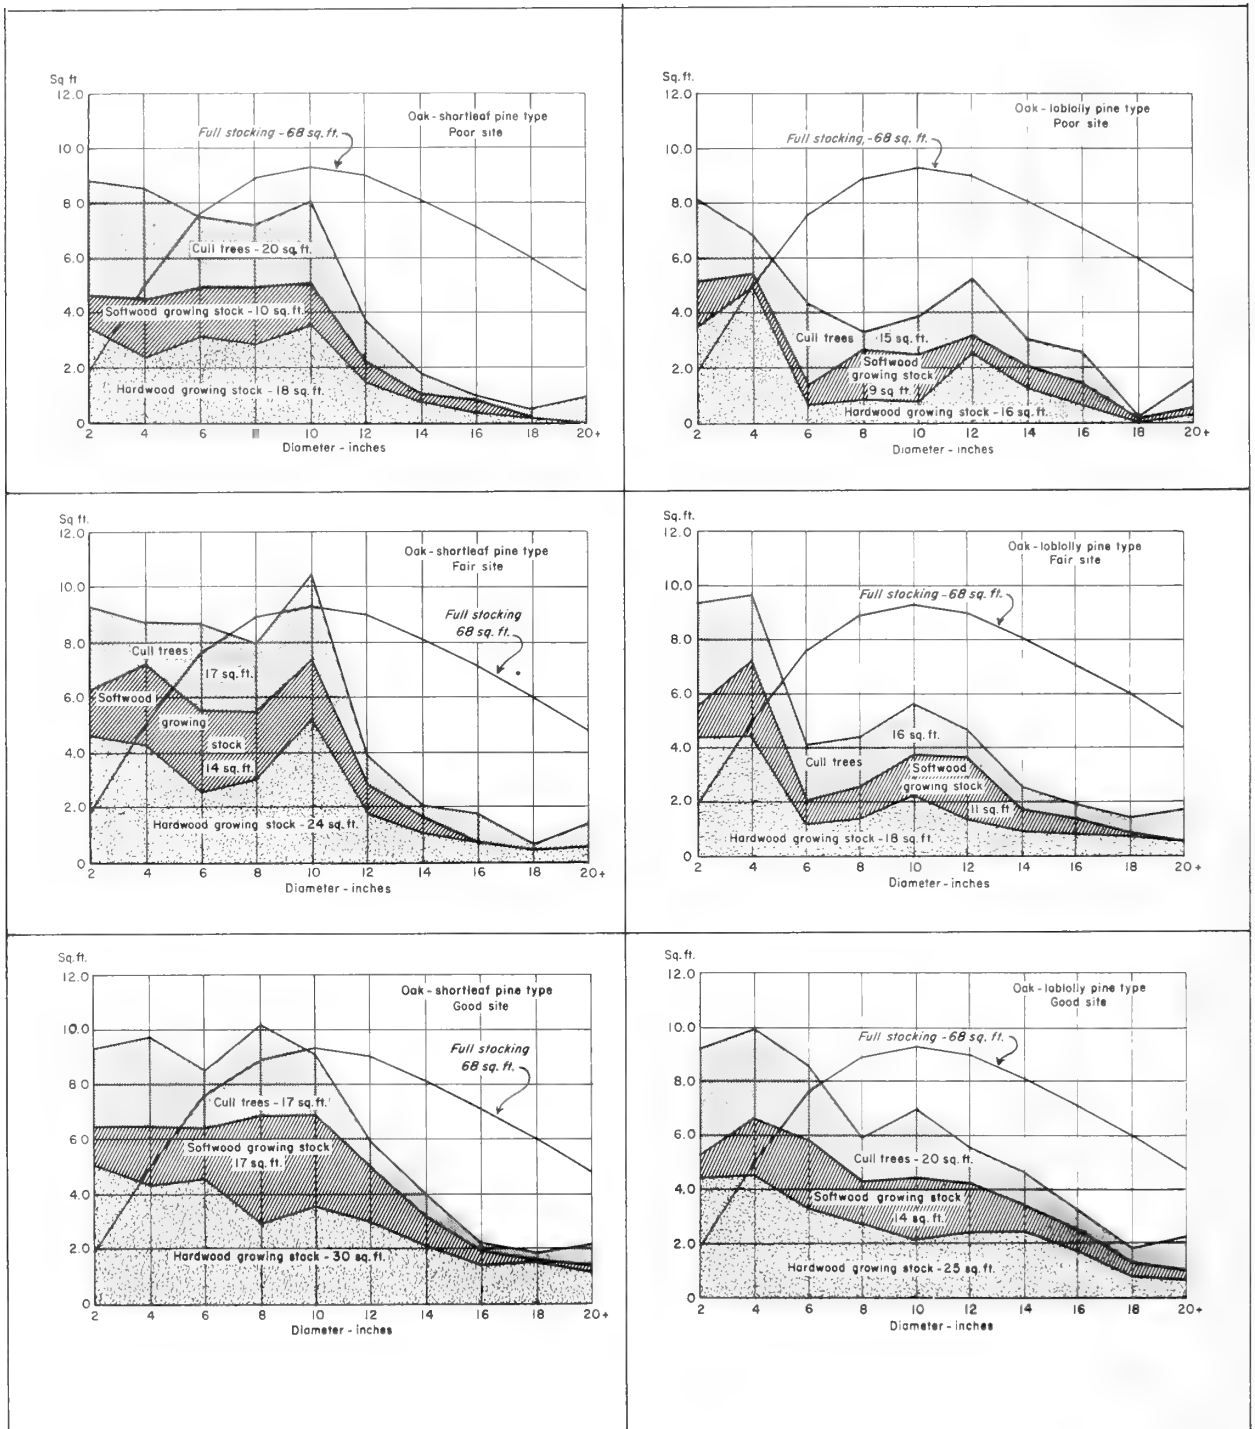 Sq ft
12.0
10 0
8 0
6.0
4.0
2.0
0
Oak - shortleaf pine type
Poor site
Full stocking - 68 sq. ft.
Cull trees - 20 sq. ft.
Softwood growing stock - 10 sq. ft.
Hardwood growing stock - 18 sq. ft.
2 4 6 10 12 14 16 18 20+
Diameter - inches
Sq. ft.
12.0
10.0
8.0
6.0
4.0
2.0
0
Oak - loblolly pine type
Poor site
Full stocking, - 68 sq. ft.
Cull trees 15 sq. ft.
Softwood
growing stock
9 sq ft.
Hardwood growing stock - 16 sq. ft.
2 4 6 8 10 12 14 16 18 20+
Diameter - inches
Sq ft.
12.0
10.0
8.0
6.0
4.0
2.0
0
Oak - shortleaf pine type
Fair site
Full stocking
68 sq. ft.
Cull trees
17 sq. ft.
Softwood
growing
stock
14 sq. ft.
Hardwood growing stock - 24 sq. ft.
2 4 6 8 10 12 14 16 18 20+
Diameter - inches
Sq. ft.
12.0
10.0
8.0
6.0
4.0
2.0
0
Oak - loblolly pine type
Fair site
Full stocking - 68 sq. ft.
16 sq. ft.
Cull trees
Softwood
growing stock
11 sq ft.
Hardwood growing stock - 18 sq. ft.
2 4 6 8 10 12 14 16 18 20+
Diameter - inches
Sq. ft.
12.0
10.0
8.0
6.0
4.0
2.0
0
Oak - shortleaf pine type
Good site
Full stocking
68 sq. ft.
Cull trees - 17 sq. ft.
Softwood growing stock
17 sq. ft.
Hardwood growing stock - 30 sq. ft.
2 4 6 8 10 12 14 16 18 20+
Diameter - inches
Sq. ft.
12.0
10.0
8.0
6.0
4.0
2.0
0
Oak - loblolly pine type
Good site
Full stocking - 68 sq. ft.
Cull trees - 20 sq. ft.
Softwood growing stock
14 sq. ft.
Hardwood growing stock - 25 sq. ft.
2 4 6 8 10 12 14 16 18 20+
Diameter - inches